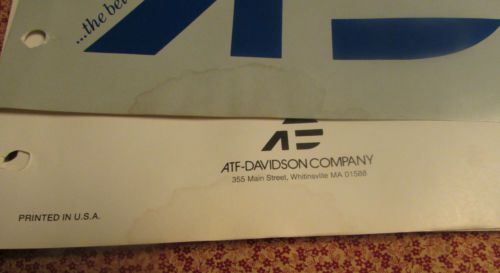 ...the be
ATF-DAVIDSON COMPANY
355 Main Street, Whitinsville MA 01588
PRINTED IN U.S.A.